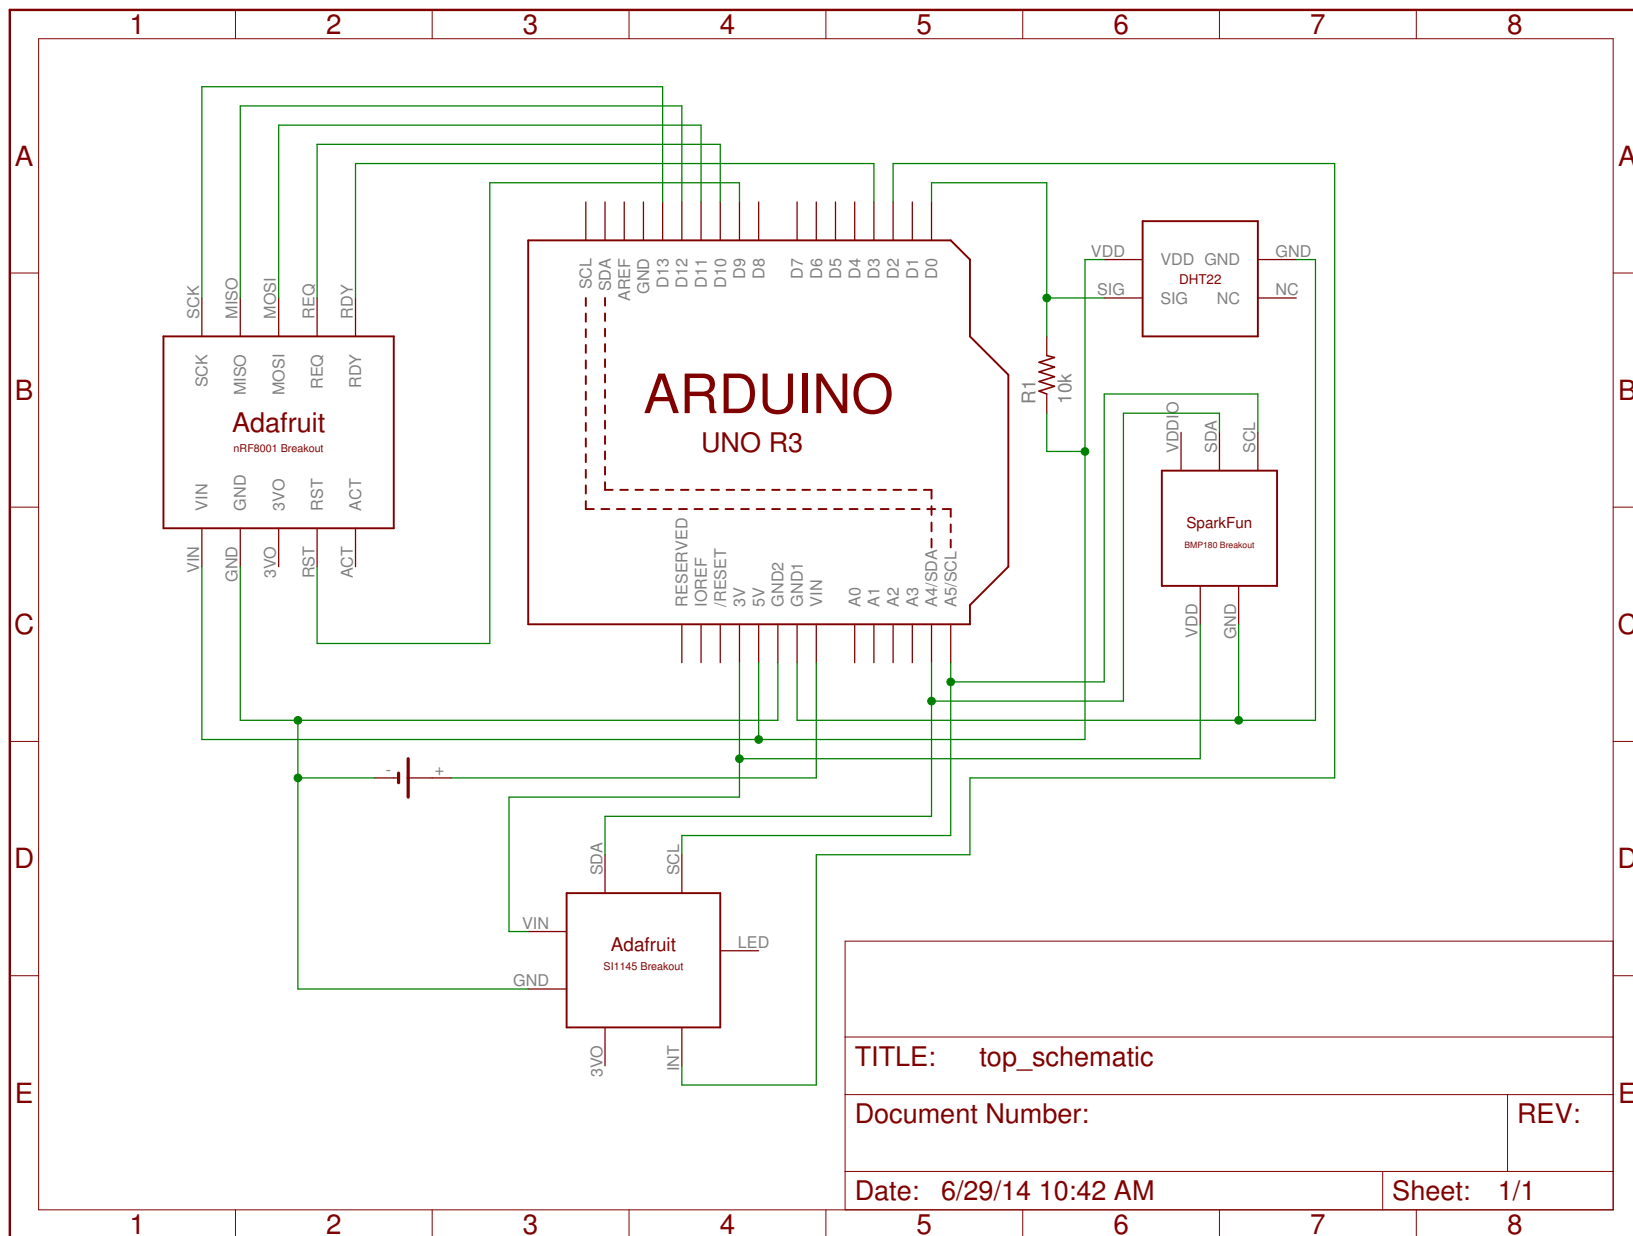 1 2 3 4 5 6 7 8
A A
B B
C C
D D
E E
SCL
SDA
AREF
GND
D13
D12
D11
D10
D9
D8
D7
D6
D5
D4
D3
D2
D1
D0
ARDUINO
UNO R3
RESERVED
IOREF
/RESET
3V
5V
GND2
GND1
VIN
A0
A1
A2
A3
A4/SDA
A5/SCL
SCK
MISO
MOSI
REQ
RDY
SCK
MISO
MOSI
REQ
RDY
Adafruit
nRF8001 Breakout
VIN
GND
3VO
RST
ACT
VIN
GND
3VO
RST
ACT
VDD
VDD GND
GND
DHT22
SIG
SIG NC
NC
R1
10k
VDDIO
SDA
SCL
SparkFun
BMP180 Breakout
VDD
GND
- +
SDA
SCL
VIN
Adafruit
SI1145 Breakout
LED
GND
3VO
INT
TITLE: top_schematic
Document Number:
REV:
Date: 6/29/14 10:42 AM
Sheet: 1/1
1 2 3 4 5 6 7 8